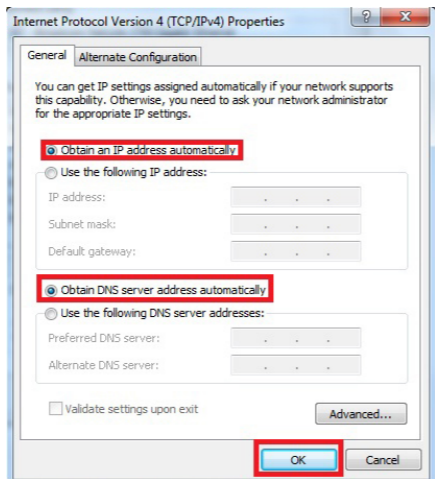 Internet Protocol Version 4 (TCP/IPv4) Properties
General
Alternate Configuration
You can get IP settings assigned automatically if your network supports
this capability. Otherwise, you need to ask your network administrator
for the appropriate IP settings.
Obtain an IP address automatically
Use the following IP address:
IP address:
Subnet mask:
Default gateway:
Obtain DNS server address automatically
Use the following DNS server addresses:
Preferred DNS server:
Alternate DNS server:
Validate settings upon exit
Advanced...
OK
Cancel